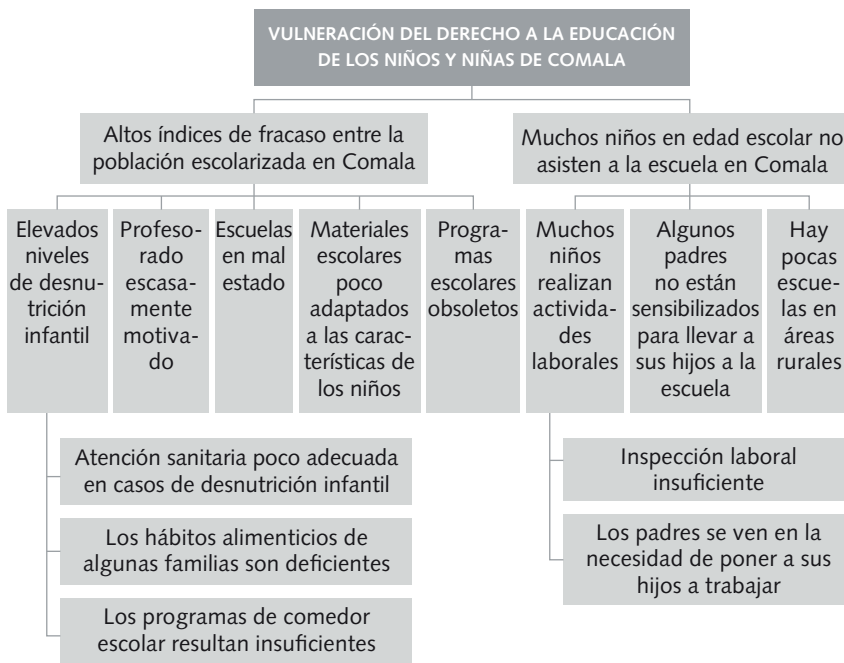 VULNERACIÓN DEL DERECHO A LA EDUCACIÓN
DE LOS NIÑOS Y NIÑAS DE COMALA
Altos índices de fracaso entre la
población escolarizada en Comala
Muchos niños en edad escolar no
asisten a la escuela en Comala
Elevados
niveles
de desnu-
trición
infantil
Profeso-
rado
escasa-
mente
motiva-
do
Escuelas
en mal
estado
Materiales
escolares
poco
adaptados
a las carac-
terísticas de
los niños
Progra-
mas
escolares
obsoletos
Muchos
niños
realizan
activida-
des
laborales
Algunos
padres
no están
sensibilizados
para llevar a
sus hijos a la
escuela
Hay
pocas
escue-
las en
áreas
rurales
Atención sanitaria poco adecuada
en casos de desnutrición infantil
Los hábitos alimenticios de
algunas familias son deficientes
Los programas de comedor
escolar resultan insuficientes
Inspección laboral
insuficiente
Los padres se ven en la
necesidad de poner a sus
hijos a trabajar